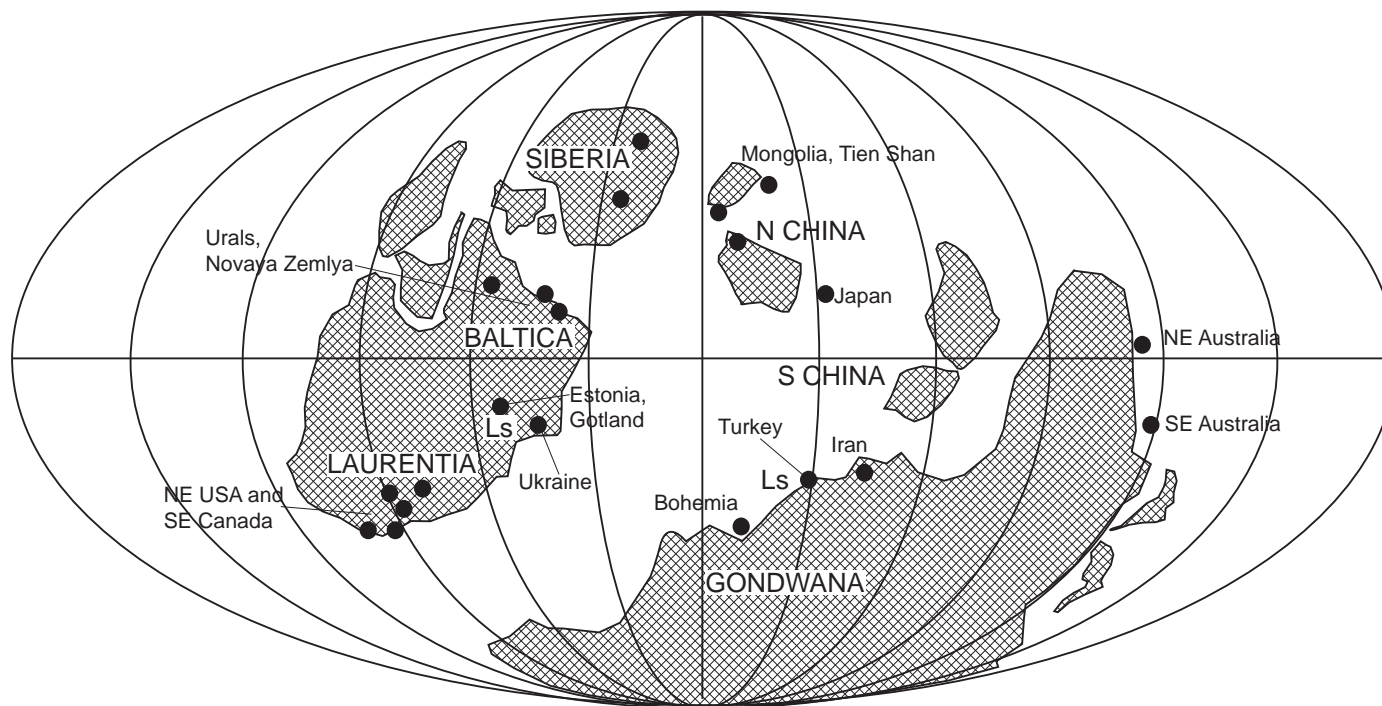 SIBERIA
Mongolia, Tien Shan
N CHINA
Urals,
Novaya Zemlya
Japan
BALTICA
NE Australia
S CHINA
Estonia,
Gotland
Ls
SE Australia
Turkey
Iran
LAURENTIA
Ukraine
Ls
NE USA and
SE Canada
Bohemia
GONDWANA